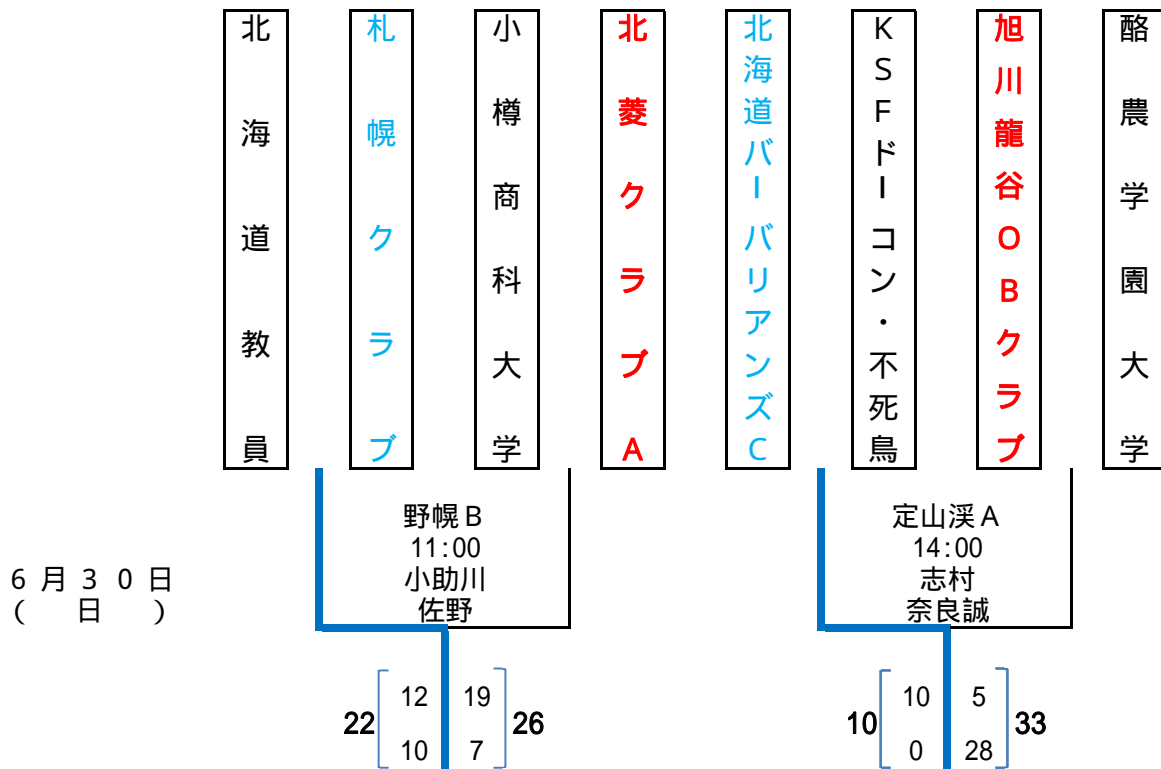 北海道教員
札幌クラブ
小樽商科大学
北菱クラブA
北海道バーバリアンズC
KSFドーコン・不死鳥
旭川龍谷OBクラブ
酪農学園大学
野幌B
11:00
小助川
佐野
定山渓A
14:00
志村
奈良誠
6月30日
(日)
12 19
22 26
10 7
10 5
10 33
0 28